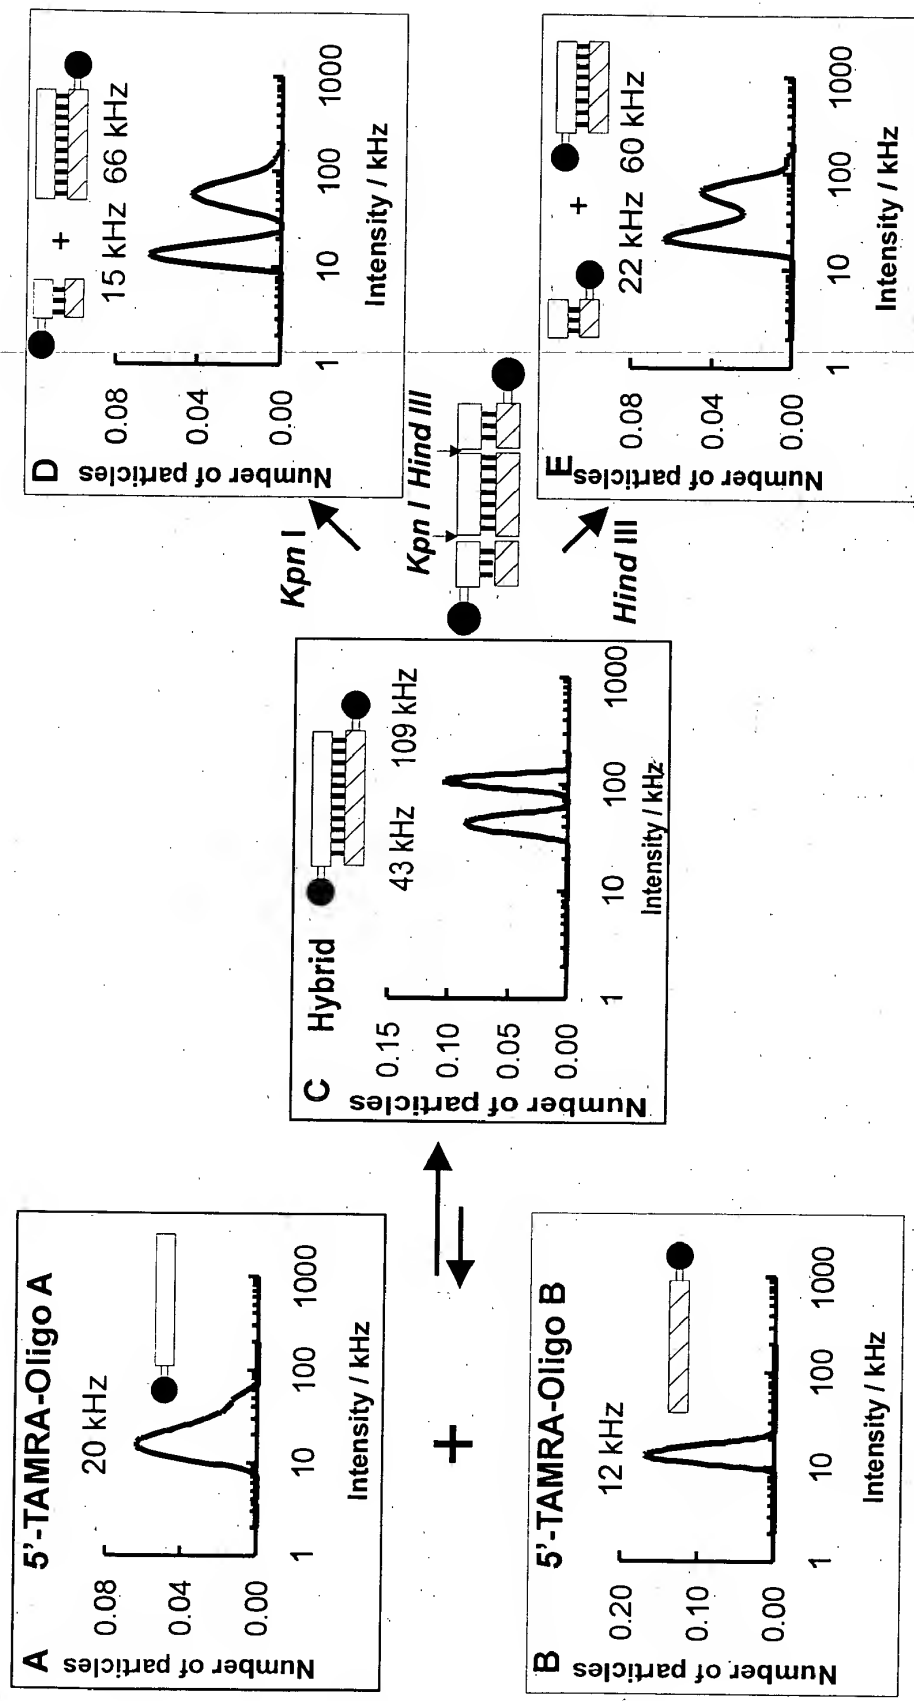 A 5'-TAMRA-Oligo A
20 kHz
Number of particles
0.08
0.04
0.00
1 10 100 1000
Intensity / kHz
+
B 5'-TAMRA-Oligo B
12 kHz
Number of particles
0.20
0.10
0.00
1 10 100 1000
Intensity / kHz
C Hybrid
43 kHz 109 kHz
Number of particles
0.15
0.10
0.05
0.00
1 10 100 1000
Intensity / kHz
Kpn I
Kpn I Hind III
Hind III
D
+
15 kHz 66 kHz
Number of particles
0.08
0.04
0.00
1 10 100 1000
Intensity / kHz
E
+
22 kHz 60 kHz
Number of particles
0.08
0.04
0.00
1 10 100 1000
Intensity / kHz